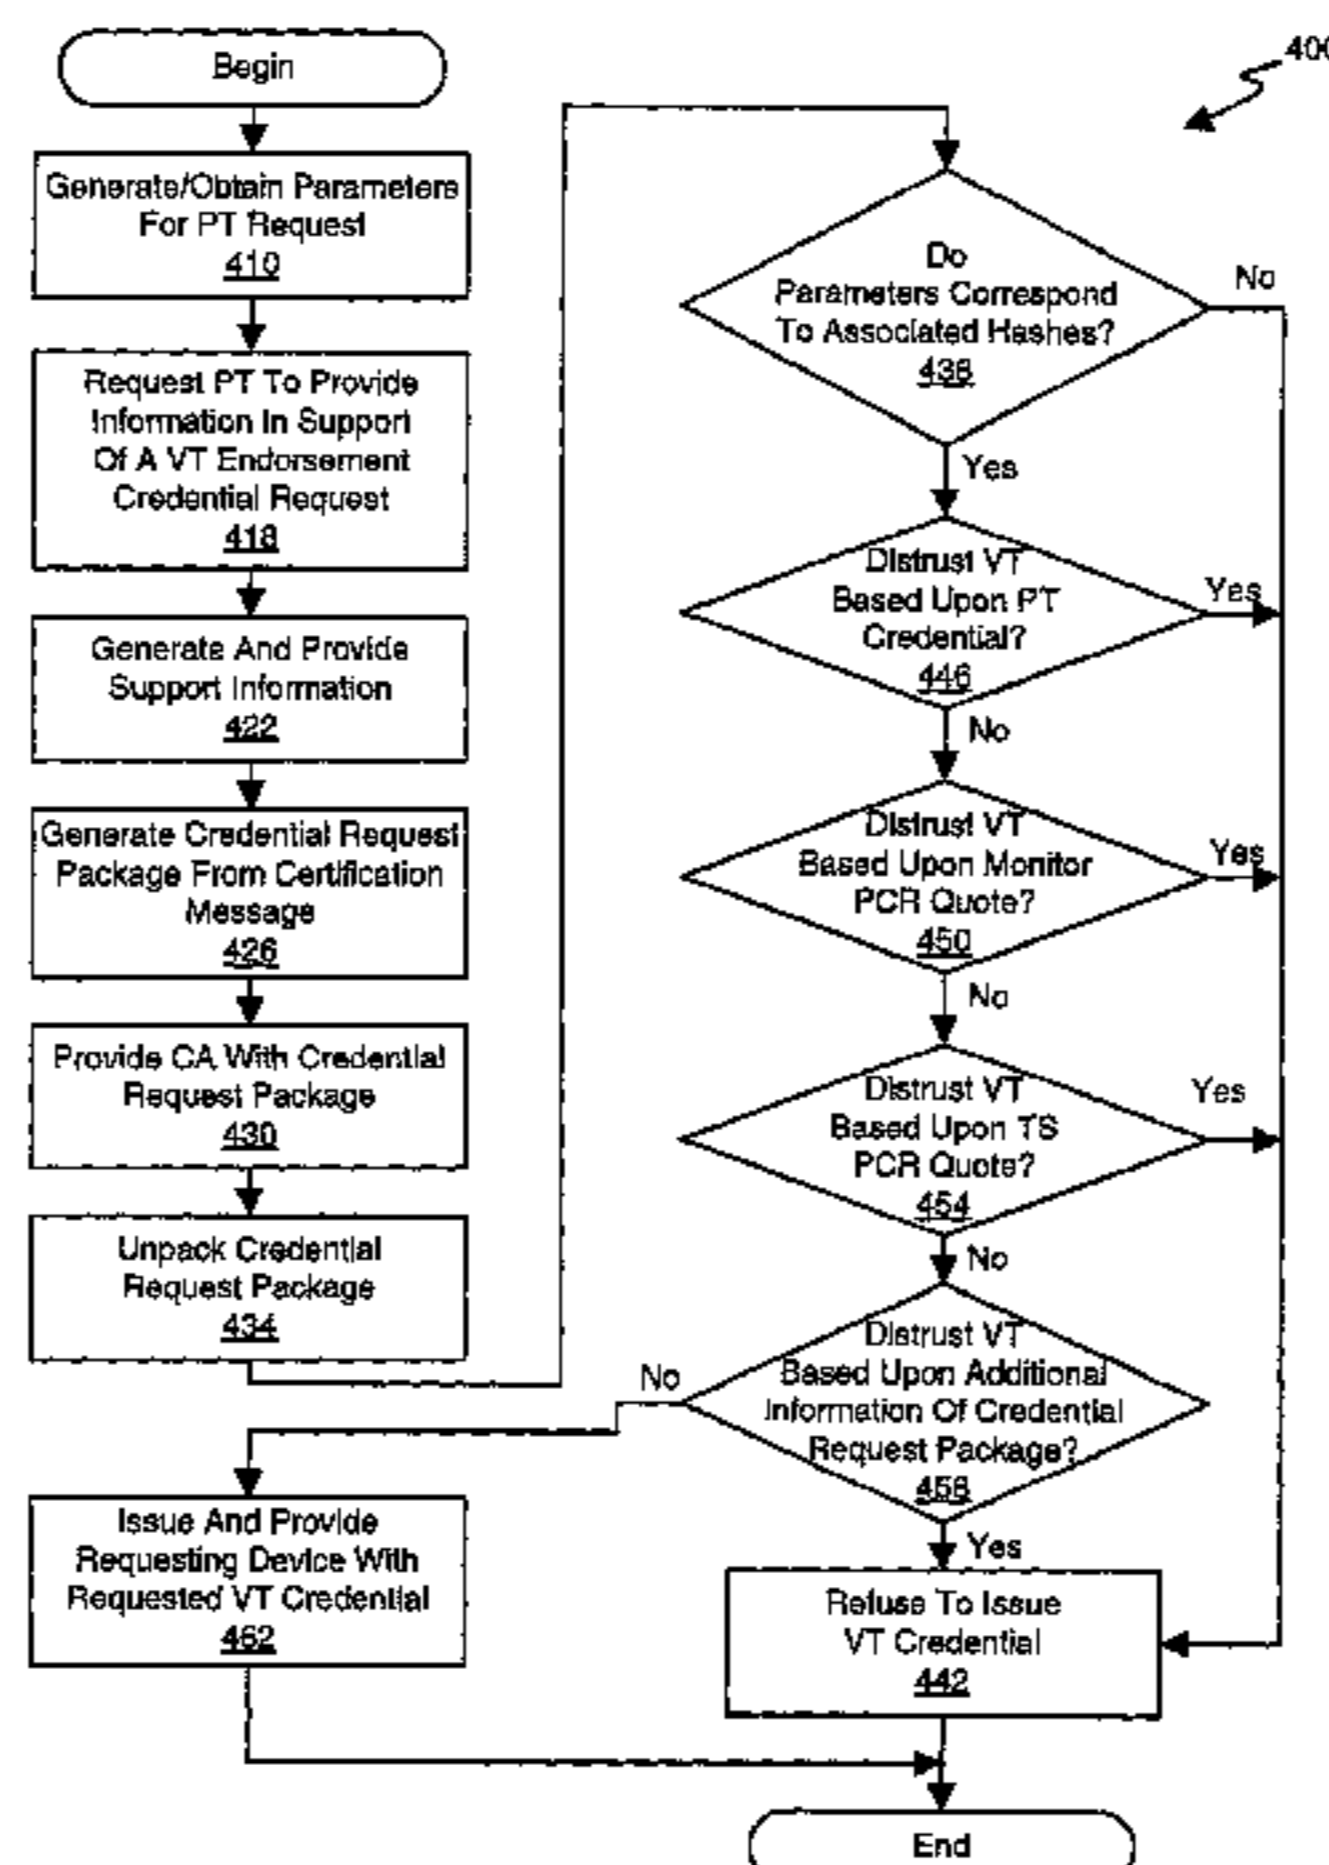 Begin
Generate/Obtain Parameters
For PT Request
410
Request PT To Provide
Information In Support
Of A VT Endorsement
Credential Request
418
Generate And Provide
Support Information
422
Generate Credential Request
Package From Certification
Message
426
Provide CA With Credential
Request Package
430
Unpack Credential
Request Package
434
Issue And Provide
Requesting Device With
Requested VT Credential
462
400
Do
Parameters Correspond
To Associated Hashes?
438
No
Yes
Distrust VT
Based Upon PT
Credential?
446
Yes
No
Distrust VT
Based Upon Monitor
PCR Quote?
450
Yes
No
Distrust VT
Based Upon TS
PCR Quote?
454
Yes
No
Distrust VT
Based Upon Additional
Information Of Credential
Request Package?
458
No
Yes
Refuse To Issue
VT Credential
442
End